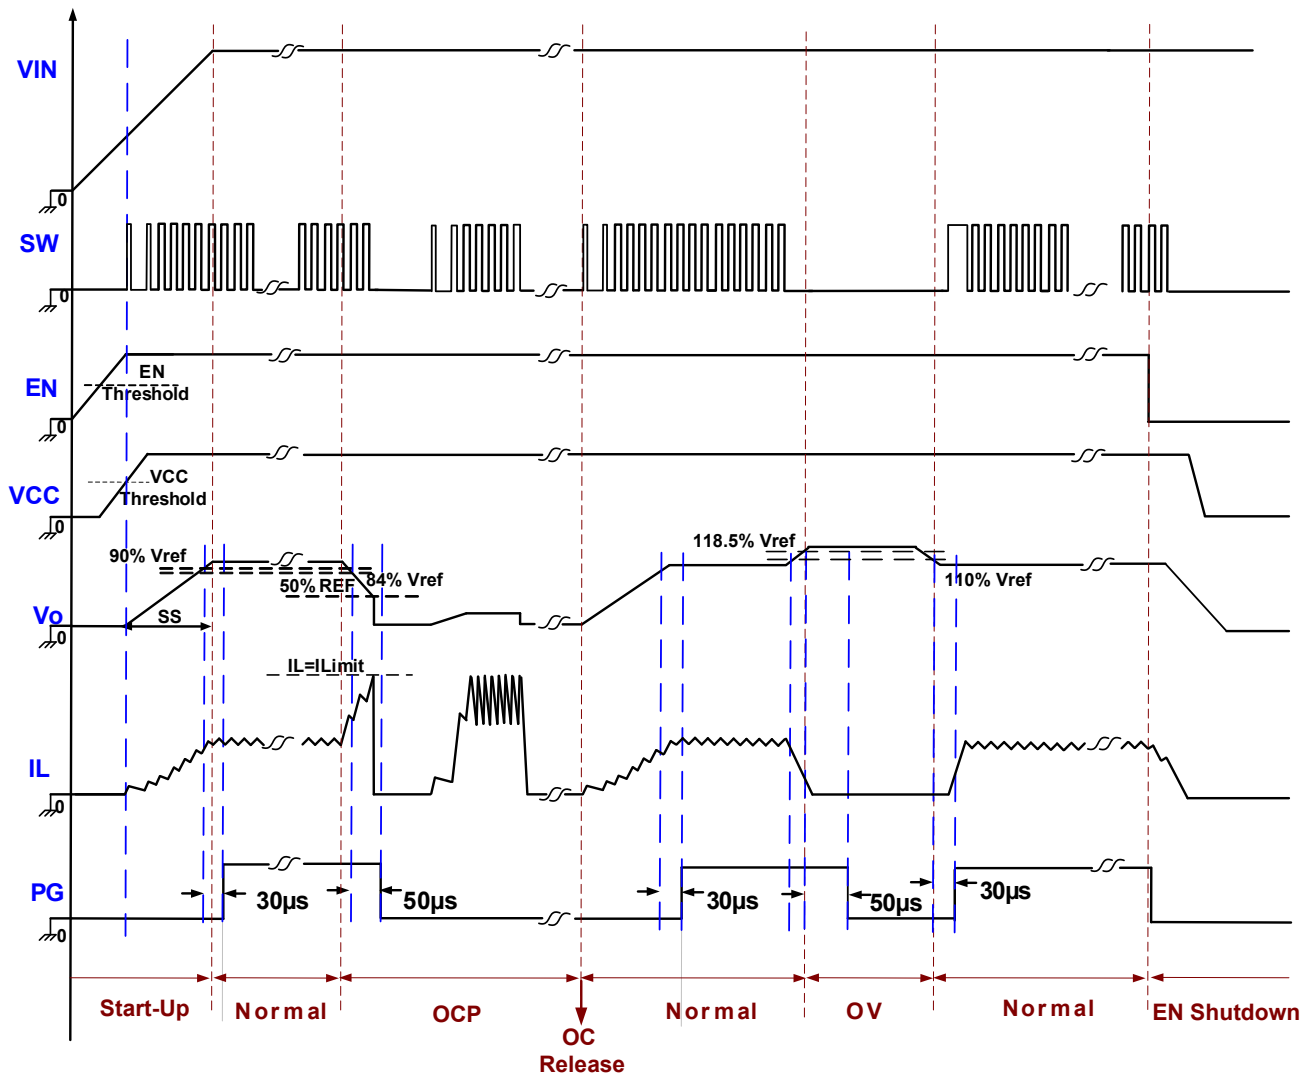 VIN
0
SW
0
EN
Threshold
EN
0
VCC
Threshold
VCC
0
90% Vref
50% REF
84% Vref
118.5% Vref
110% Vref
Vo
SS
0
IL=ILimit
IL
0
PG
30µs
50µs
30µs
50µs
30µs
0
Start-Up
Normal
OCP
OC
Release
Normal
OV
Normal
EN Shutdown